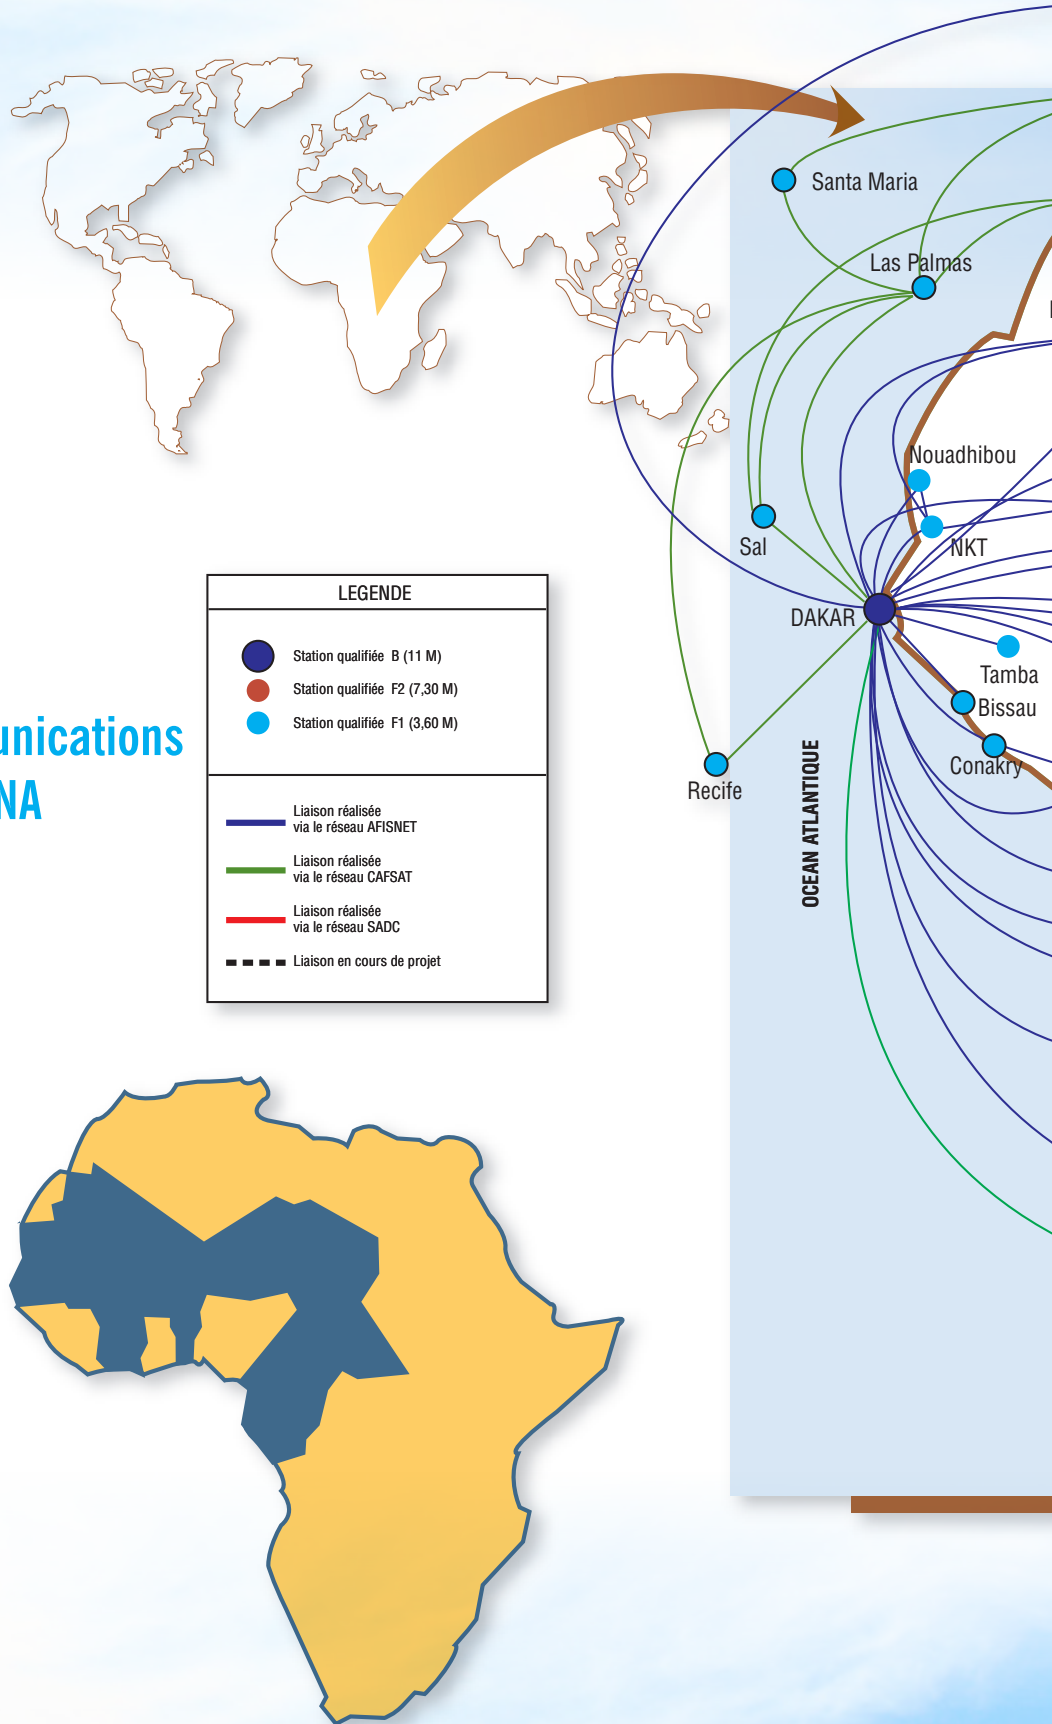 Santa Maria
Las Palmas
Nouadhibou
NKT
Sal
DAKAR
Tamba
Bissau
Conakry
Recife
OCEAN ATLANTIQUE
LEGENDE
Station qualifiée B (11 M)
Station qualifiée F2 (7,30 M)
Station qualifiée F1 (3,60 M)
Liaison réalisée
via le réseau AFISNET
Liaison réalisée
via le réseau CAFSAT
Liaison réalisée
via le réseau SADC
Liaison en cours de projet
unications
NA